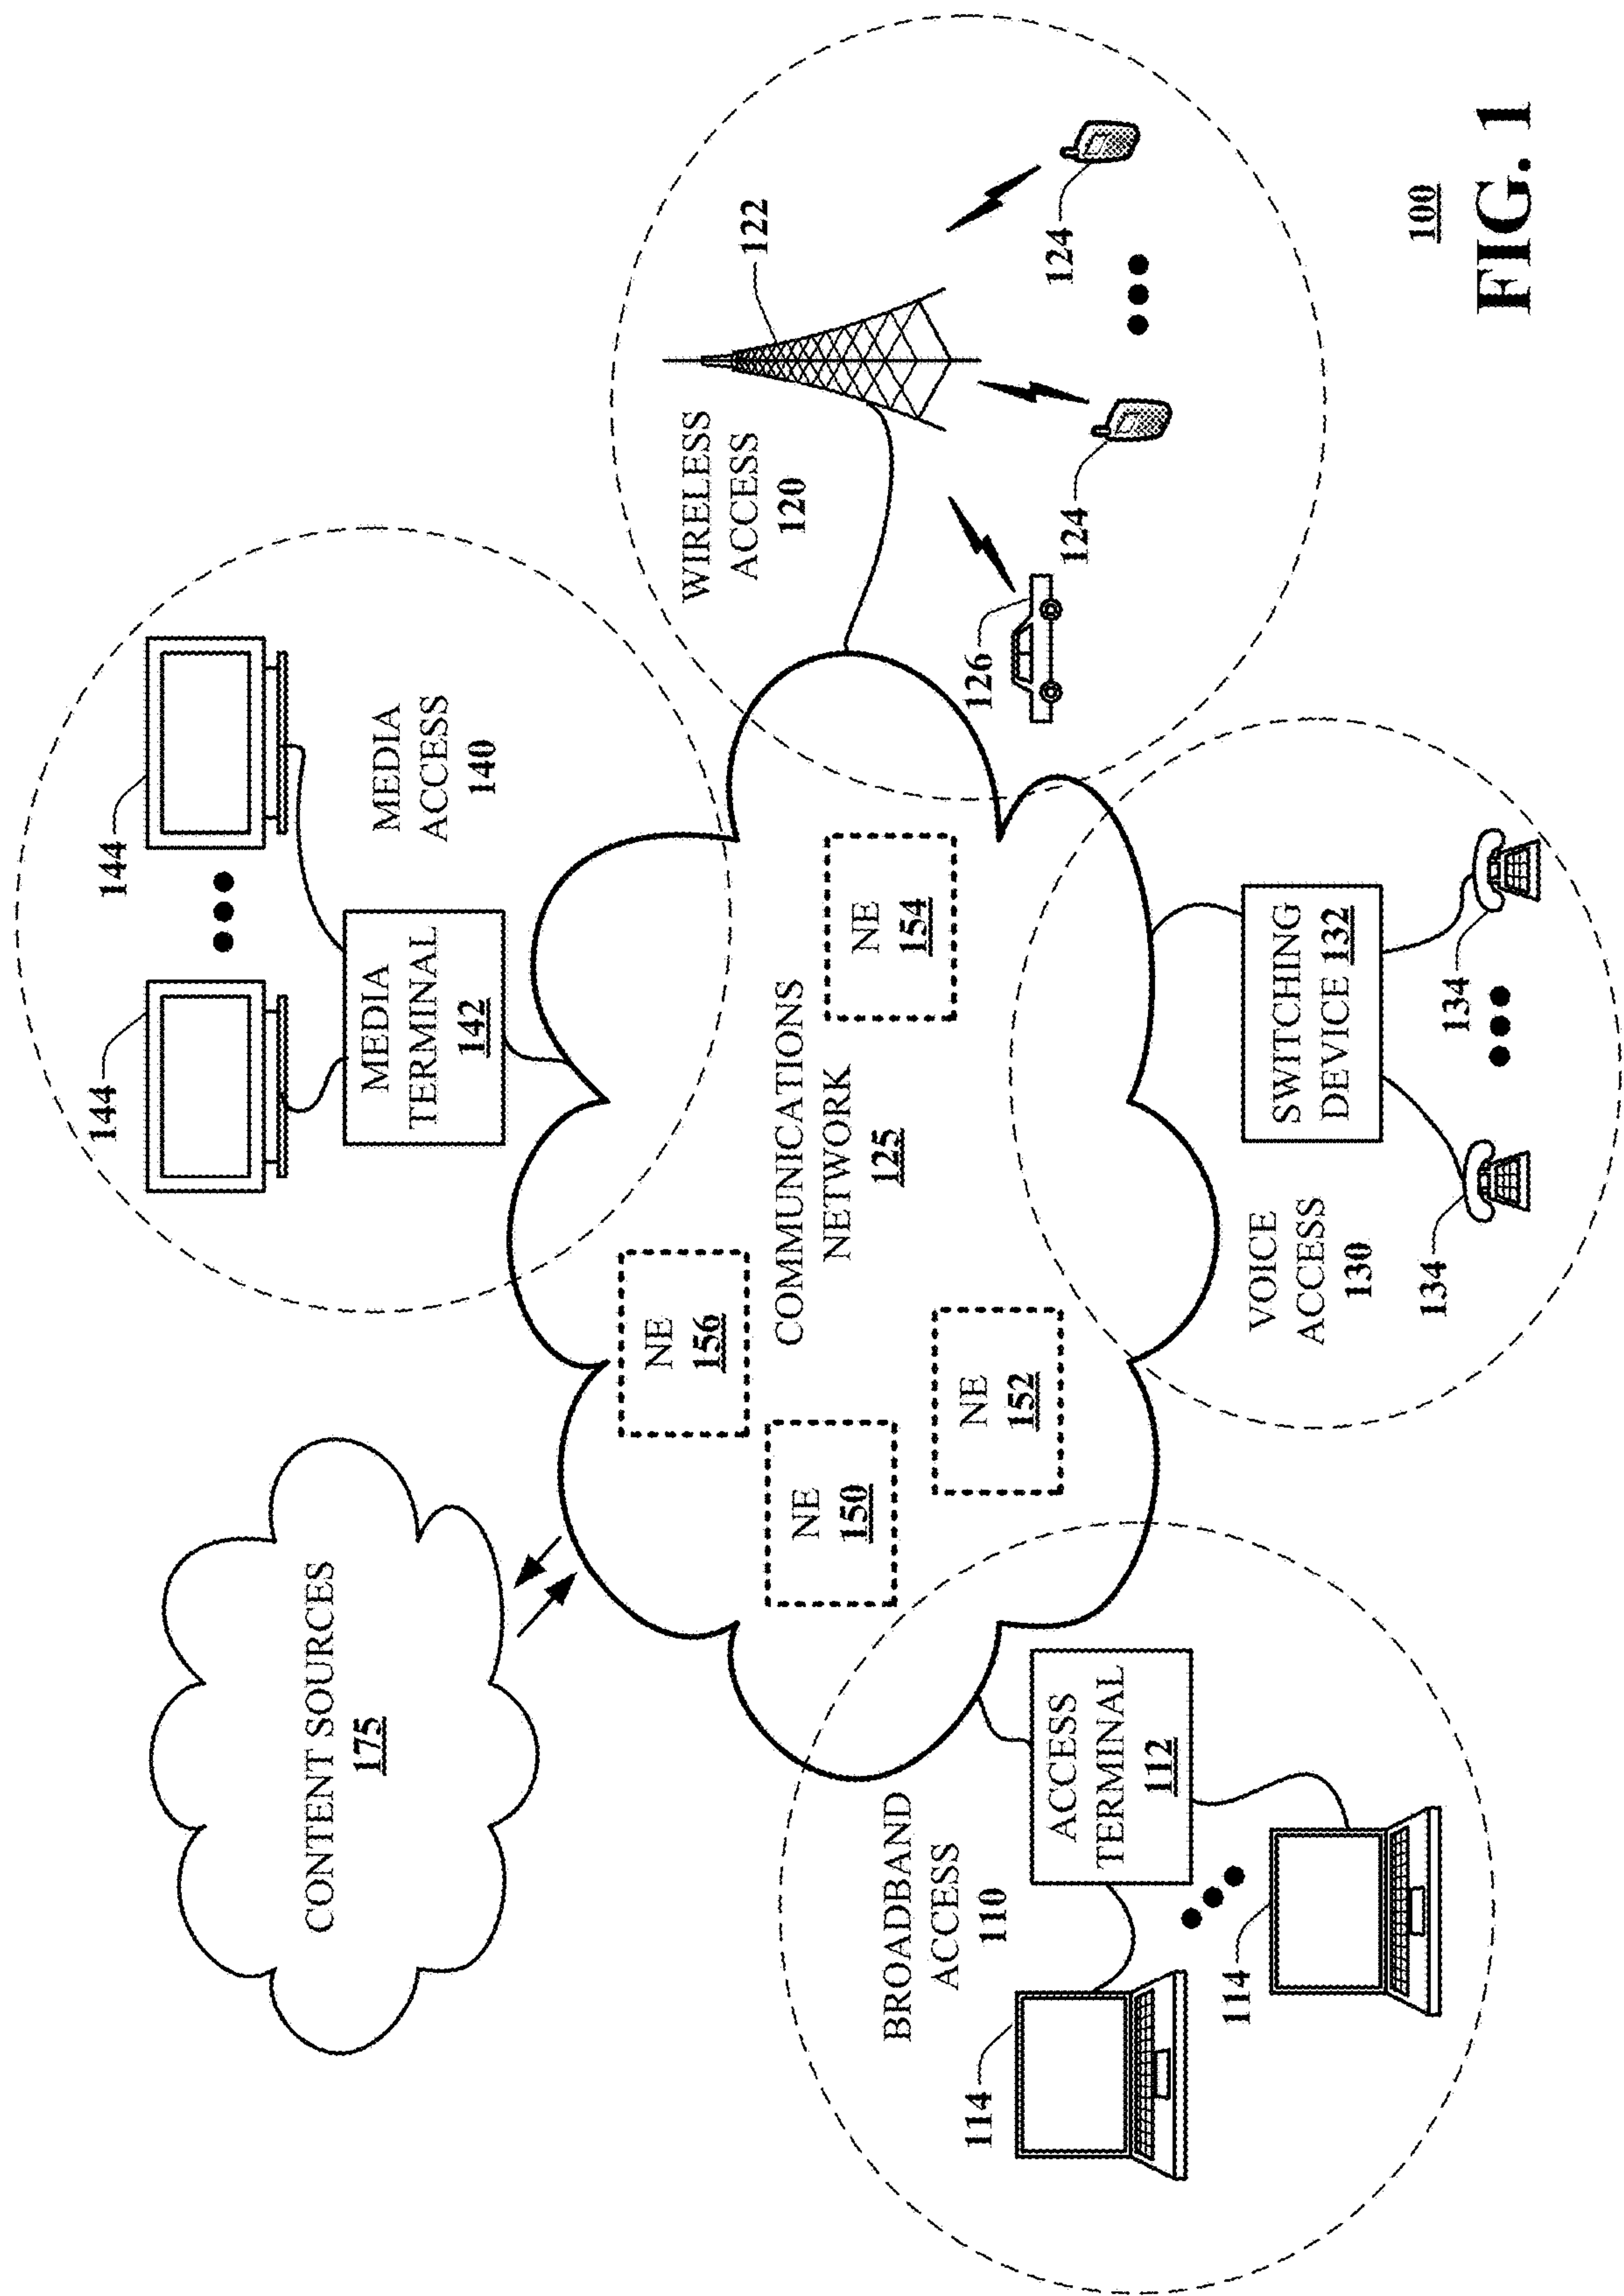 144
144
MEDIA
TERMINAL
142
MEDIA
ACCESS
140
CONTENT SOURCES
175
WIRELESS
ACCESS
120
122
124
124
126
NE
156
NE
150
NE
152
NE
154
COMMUNICATIONS
NETWORK
125
BROADBAND
ACCESS
110
ACCESS
TERMINAL
112
114
114
VOICE
ACCESS
130
SWITCHING
DEVICE 132
134
134
100
FIG. 1